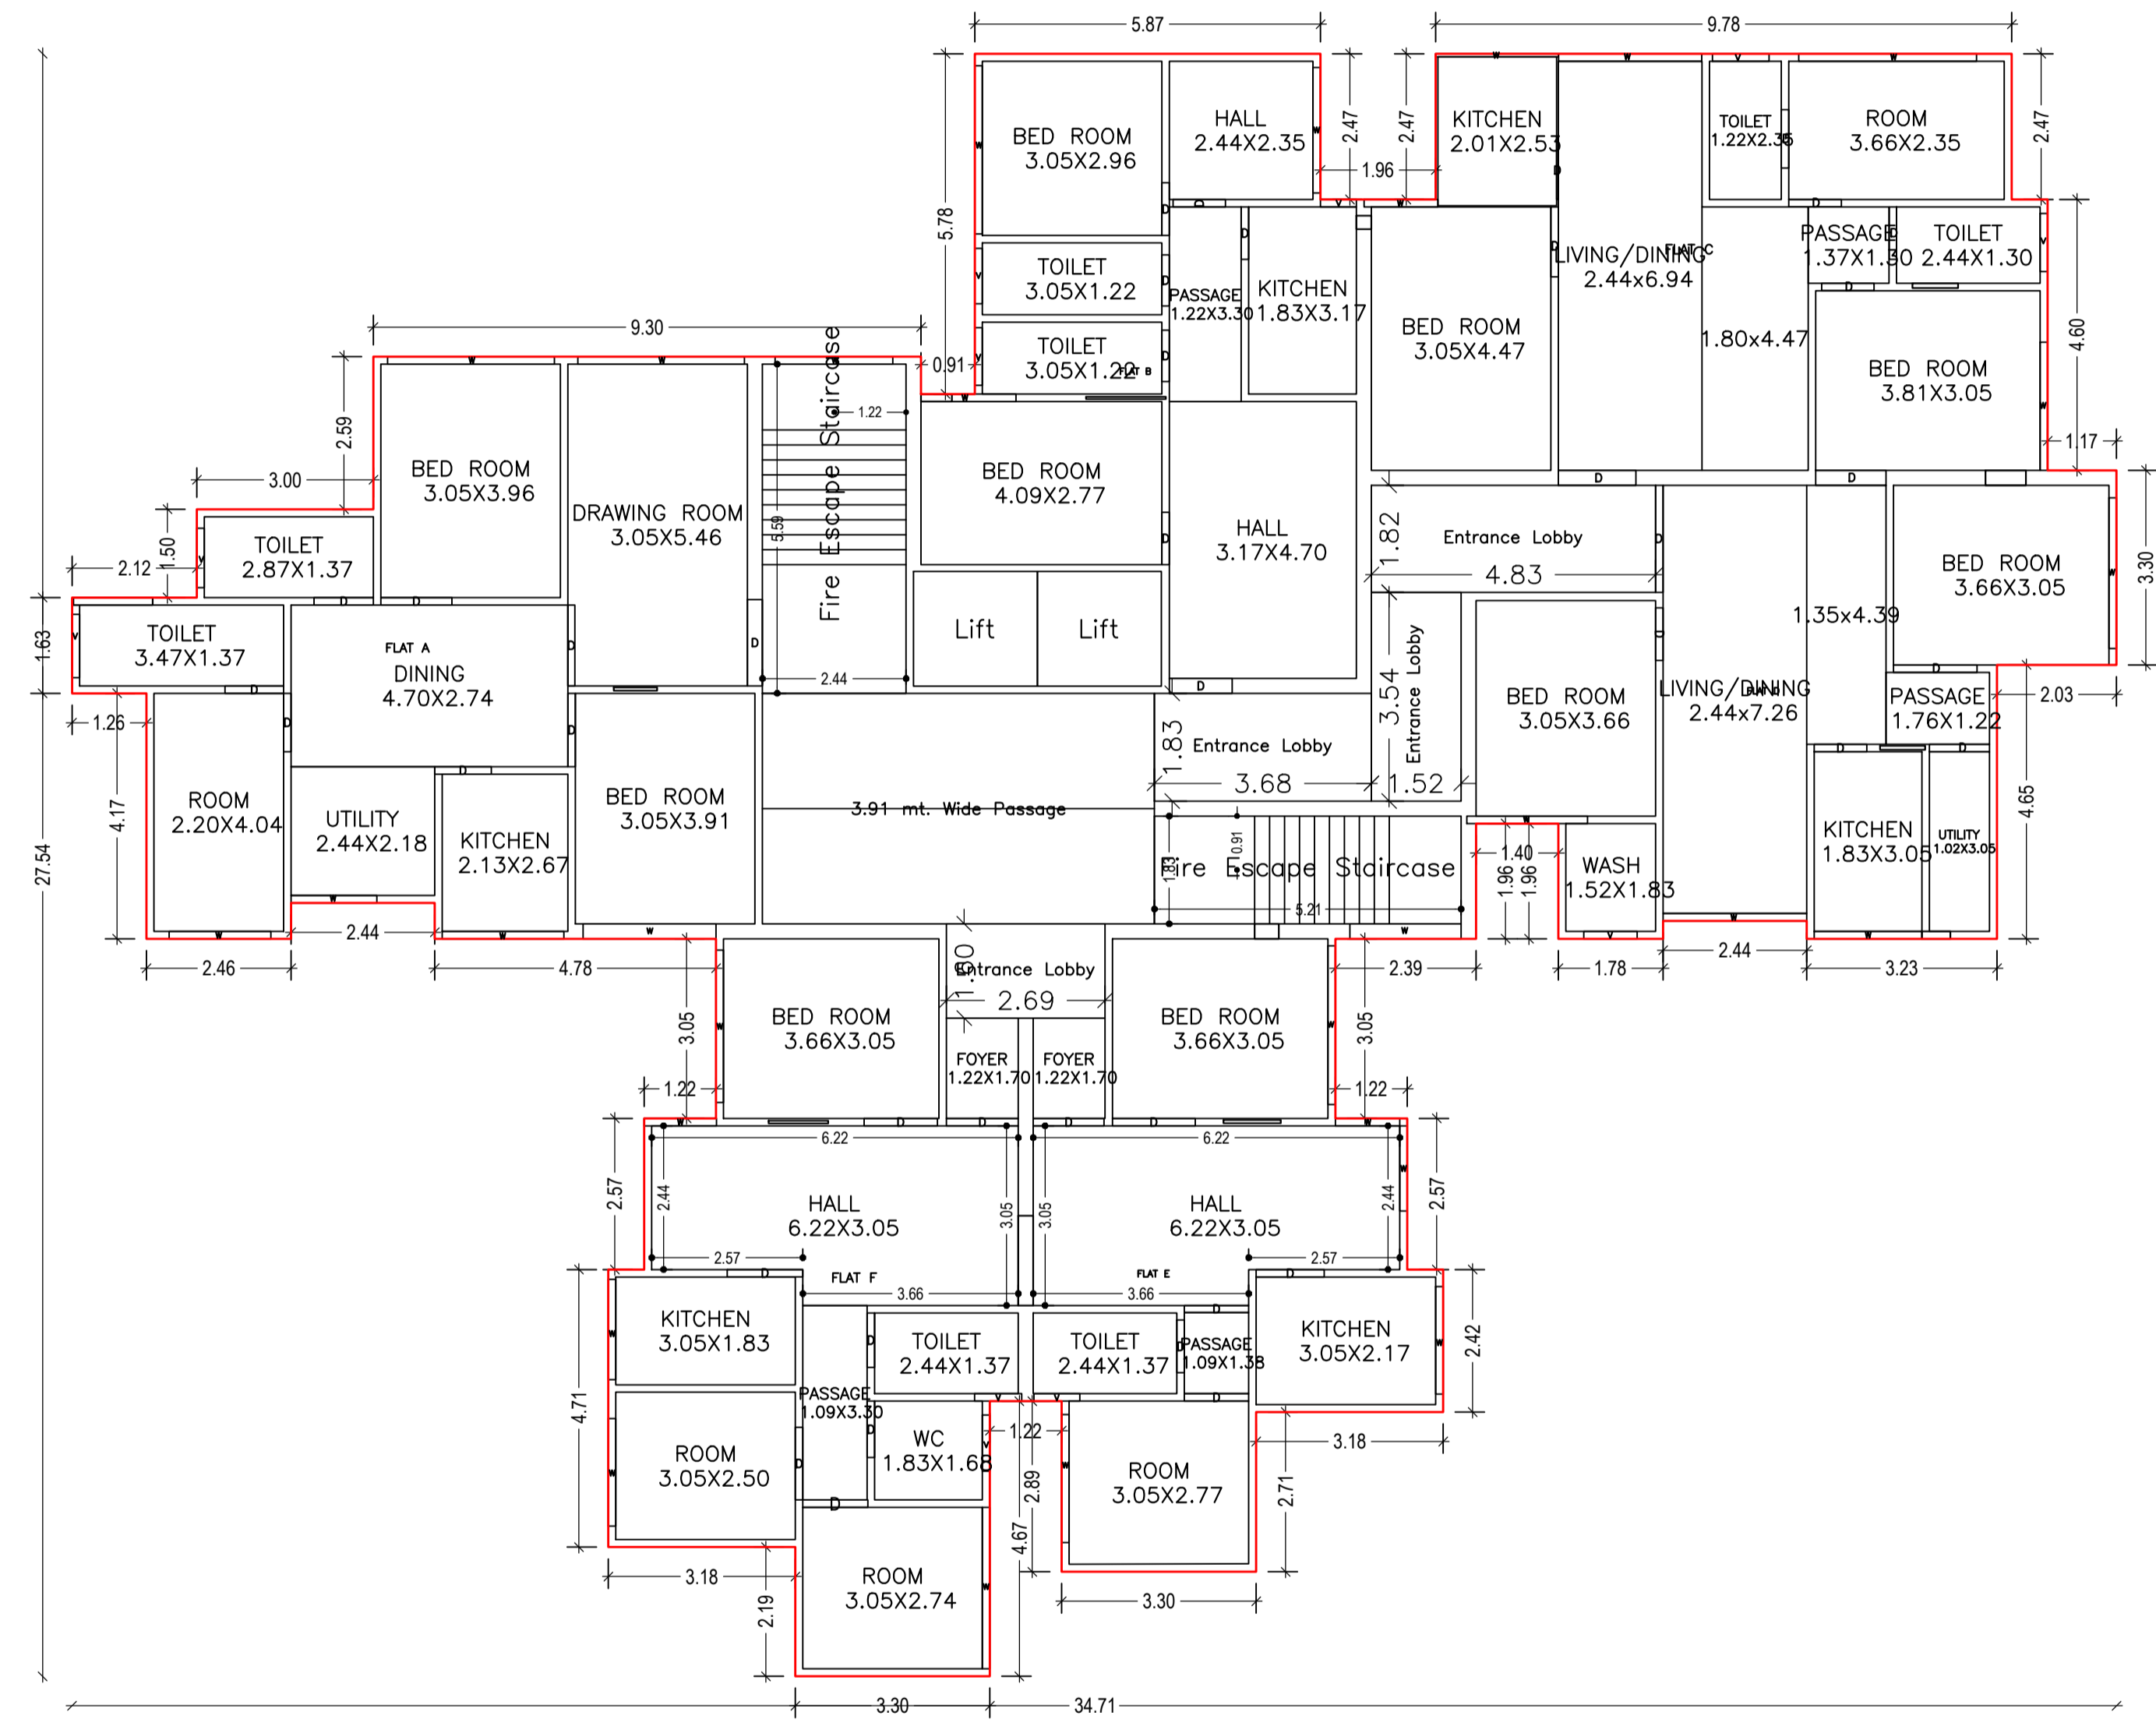 5.87
9.78
BED ROOM
3.05X2.96
HALL
2.44X2.35
2.47
2.47
1.96
KITCHEN
2.01X2.53
TOILET
1.22X2.35
ROOM
3.66X2.35
2.47
5.78
TOILET
3.05X1.22
TOILET
3.05X1.22
FLAT B
PASSAGE
1.22X3.30
KITCHEN
1.83X3.17
BED ROOM
3.05X4.47
LIVING/DINING
2.44x6.94
FLAT C
1.80x4.47
PASSAGE
1.37X1.30
TOILET
2.44X1.30
BED ROOM
3.81X3.05
4.60
1.17
9.30
0.91
2.59
3.00
1.50
2.12
BED ROOM
3.05X3.96
DRAWING ROOM
3.05X5.46
Fire Escape Staircase
1.22
5.59
2.44
BED ROOM
4.09X2.77
HALL
3.17X4.70
Lift
Lift
1.82
Entrance Lobby
4.83
BED ROOM
3.66X3.05
3.30
TOILET
2.87X1.37
1.63
TOILET
3.47X1.37
FLAT A
DINING
4.70X2.74
1.26
4.17
27.54
ROOM
2.20X4.04
UTILITY
2.44X2.18
KITCHEN
2.13X2.67
BED ROOM
3.05X3.91
3.91 mt. Wide Passage
1.83
Entrance Lobby
3.68
3.54
Entrance Lobby
1.52
BED ROOM
3.05X3.66
LIVING/DINING
2.44x7.26
1.35x4.39
PASSAGE
1.76X1.22
2.03
4.65
1.83
0.91
Fire Escape Staircase
5.21
1.40
1.96
1.96
WASH
1.52X1.83
KITCHEN
1.83X3.05
UTILITY
1.02X3.05
2.46
2.44
4.78
2.39
1.78
2.44
3.23
3.05
BED ROOM
3.66X3.05
1.60
Entrance Lobby
2.69
BED ROOM
3.66X3.05
3.05
FOYER
1.22X1.70
FOYER
1.22X1.70
1.22
1.22
2.57
6.22
6.22
2.57
2.44
HALL
6.22X3.05
3.05
3.05
HALL
6.22X3.05
2.44
2.57
2.57
FLAT F
FLAT E
3.66
3.66
KITCHEN
3.05X1.83
TOILET
2.44X1.37
TOILET
2.44X1.37
PASSAGE
1.09X1.38
KITCHEN
3.05X2.17
2.42
4.71
PASSAGE
1.09X3.30
WC
1.83X1.68
1.22
3.18
ROOM
3.05X2.50
2.89
ROOM
3.05X2.77
2.71
4.67
3.18
2.19
ROOM
3.05X2.74
3.30
3.30
34.71